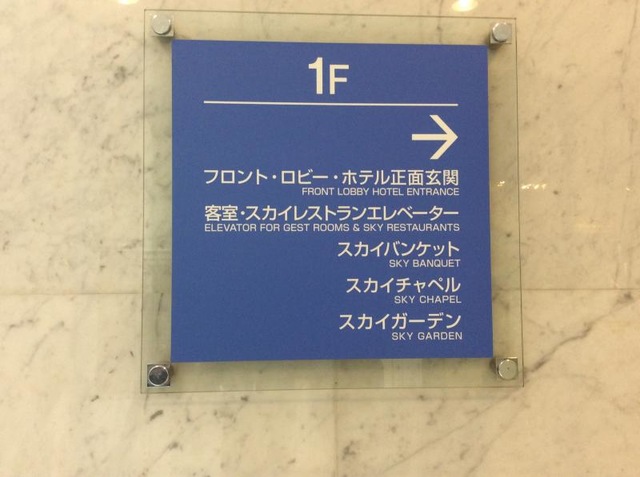 1F
→
フロント・ロビー・ホテル正面玄関
FRONT LOBBY HOTEL ENTRANCE
客室・スカイレストランエレベーター
ELEVATOR FOR GEST ROOMS & SKY RESTAURANTS
スカイバンケット
SKY BANQUET
スカイチャペル
SKY CHAPEL
スカイガーデン
SKY GARDEN